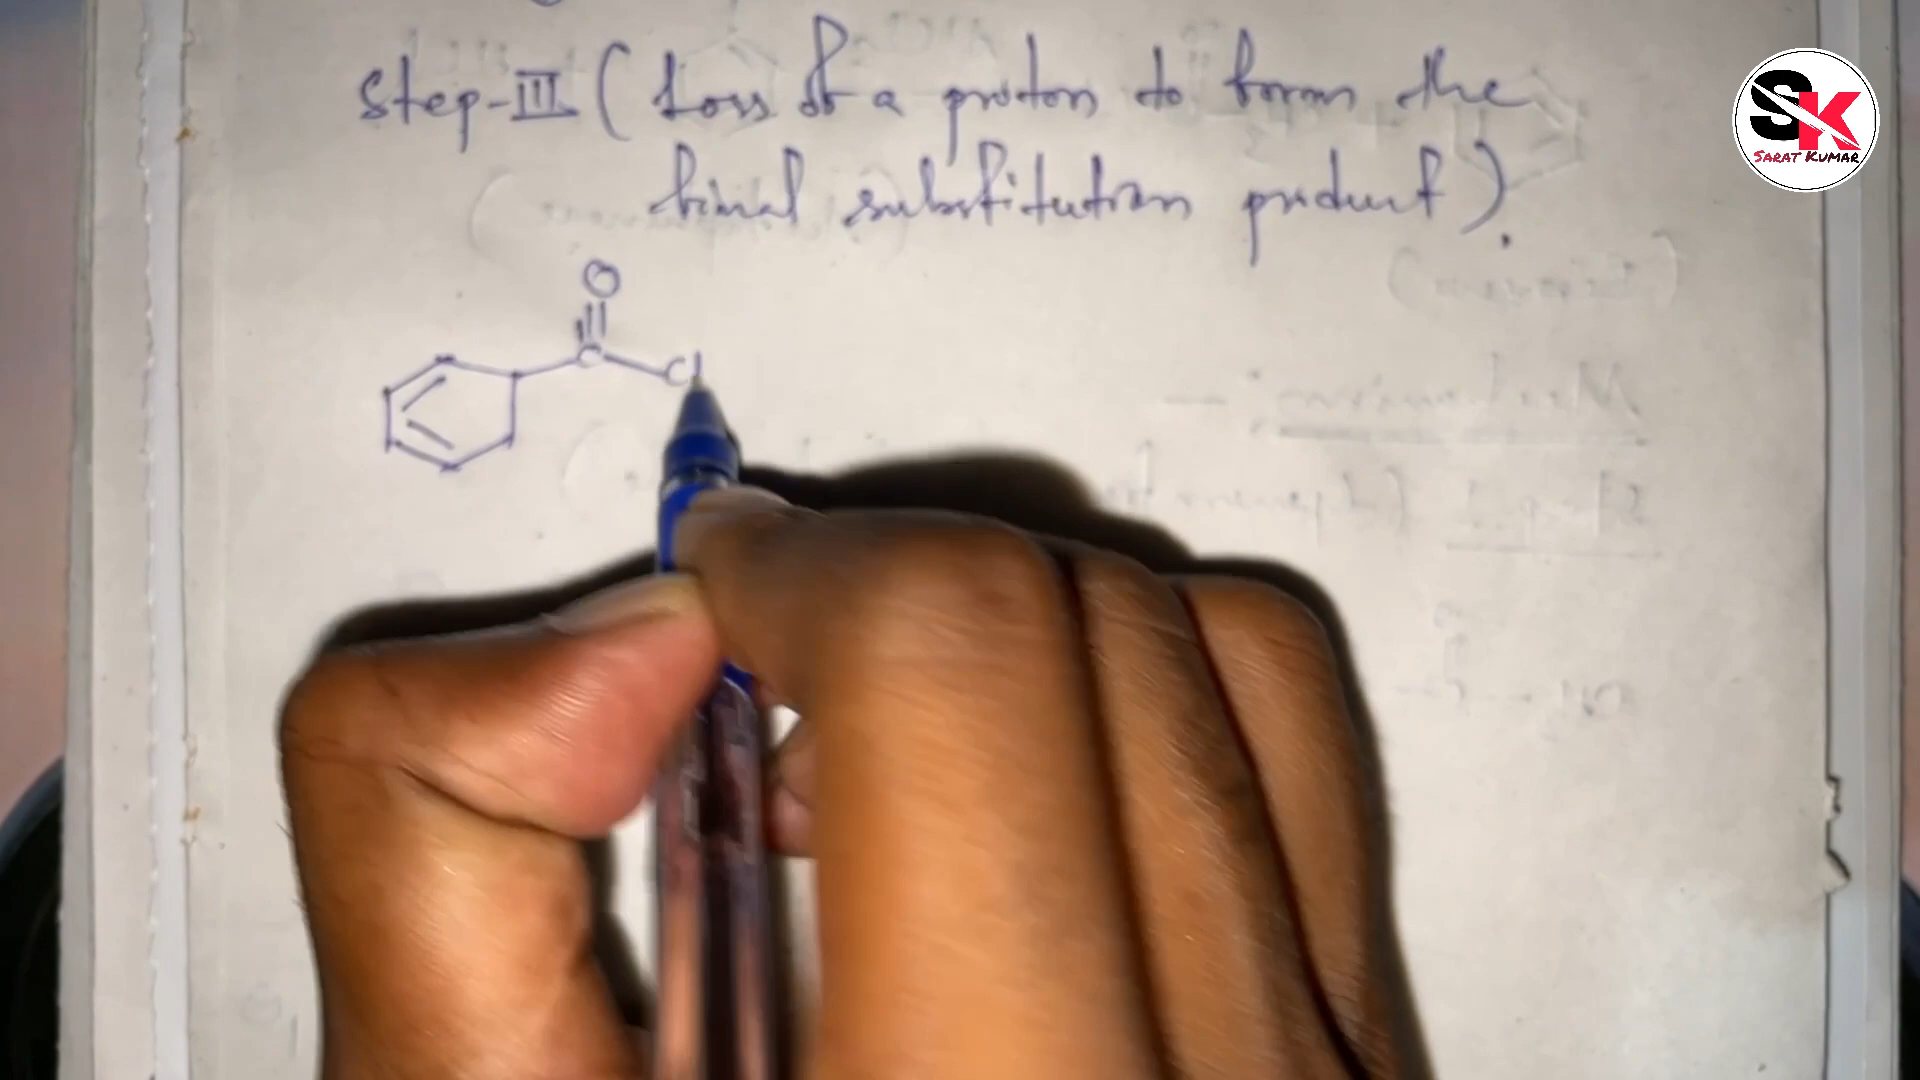 Step-III (Loss of a proton to form the
final substitution product).
O
C Cl
SK
SARAT KUMAR